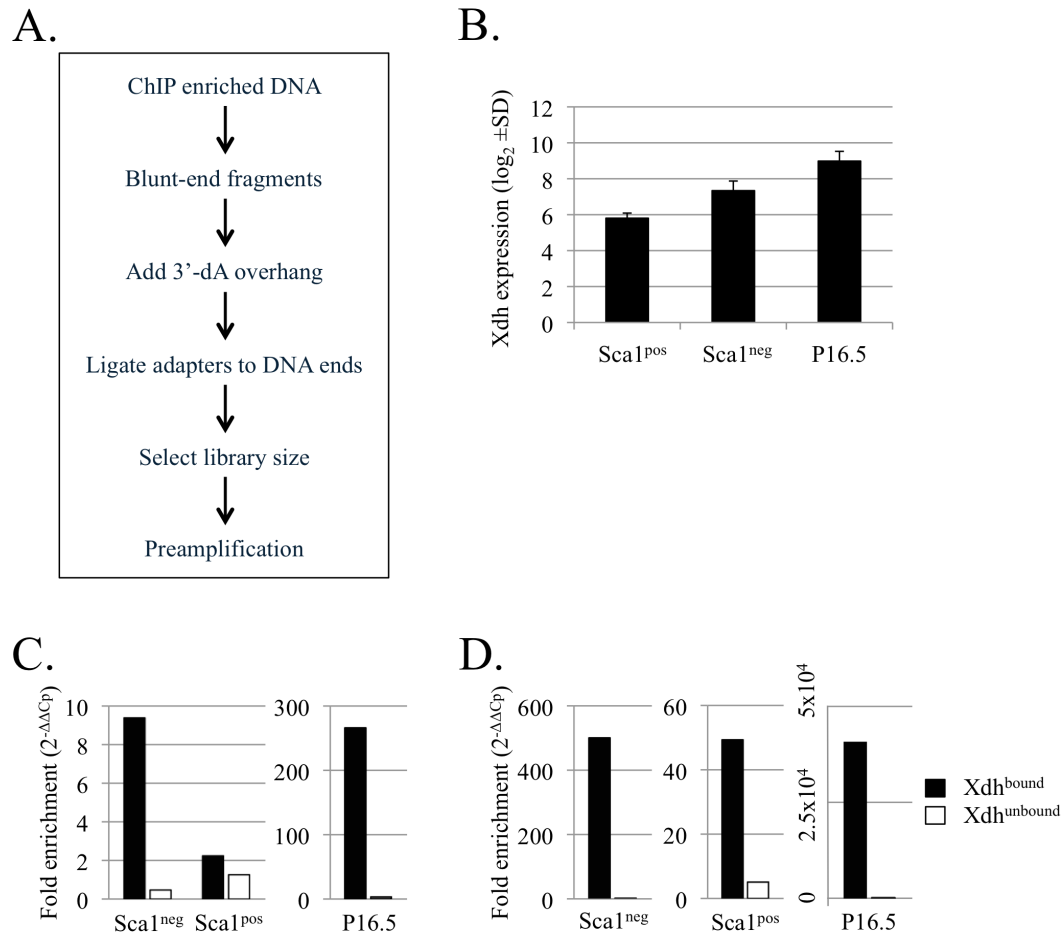 A.
ChIP enriched DNA
Blunt-end fragments
Add 3’-dA overhang
Ligate adapters to DNA ends
Select library size
Preamplification
B.
Xdh expression (log2 ±SD)
12
10
8
6
4
2
0
Sca1pos
Sca1neg
P16.5
C.
Fold enrichment (2-ΔΔCp)
10
8
6
4
2
0
Sca1neg
Sca1pos
300
200
100
0
P16.5
D.
Fold enrichment (2-ΔΔCp)
600
400
200
0
Sca1neg
60
40
20
0
Sca1pos
5x104
2.5x104
0
P16.5
Xdhbound
Xdhunbound